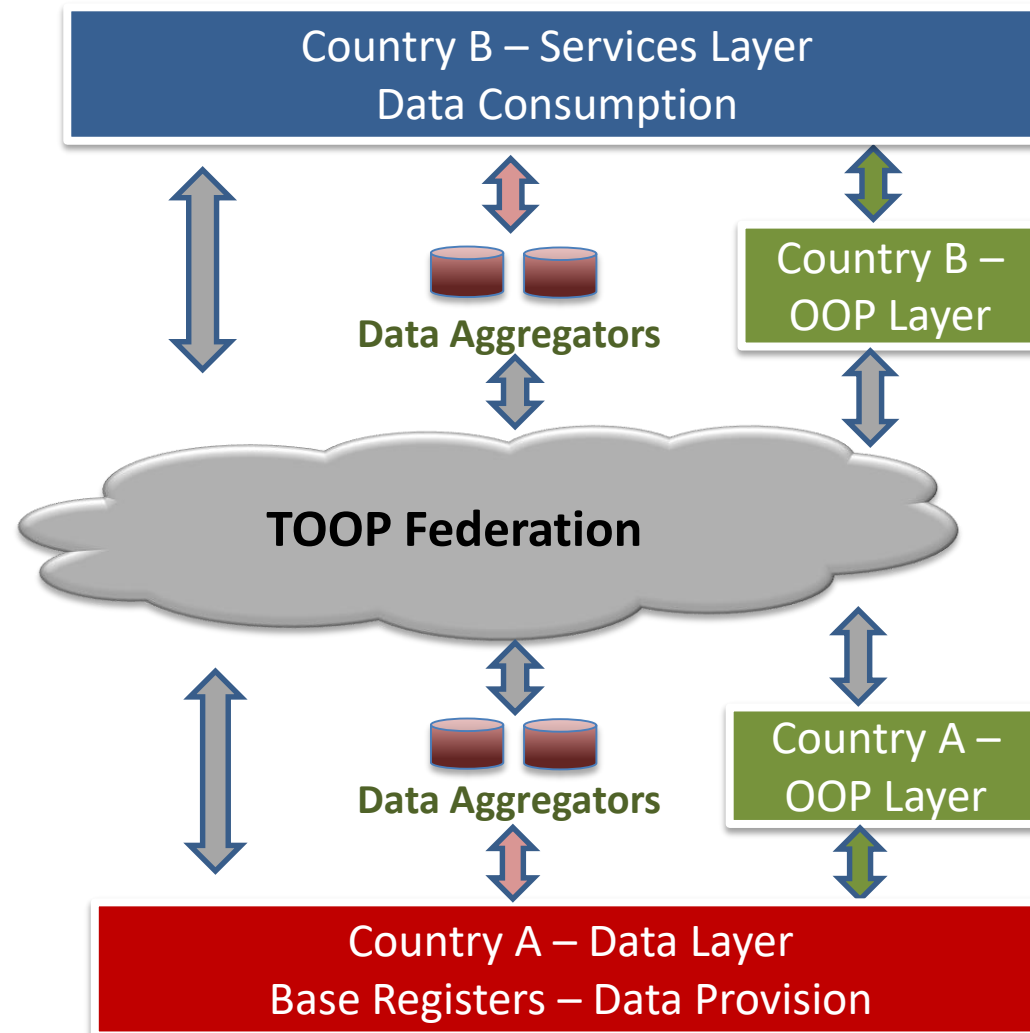 Country B – Services Layer
Data Consumption
Data Aggregators
Country B –
OOP Layer
TOOP Federation
Data Aggregators
Country A –
OOP Layer
Country A – Data Layer
Base Registers – Data Provision